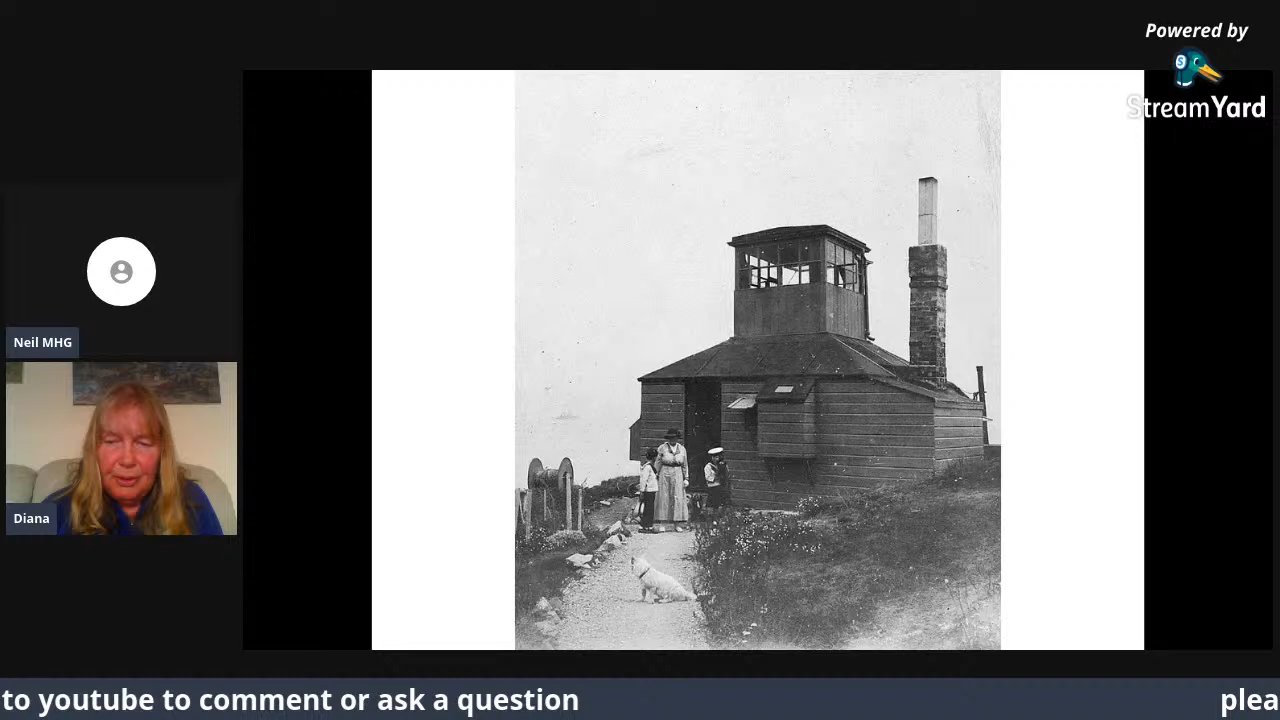 Powered by
StreamYard
Neil MHG
Diana
to youtube to comment or ask a question
plea